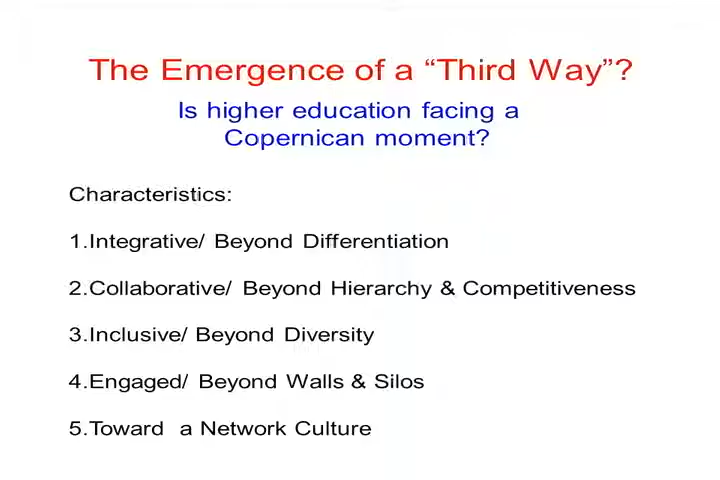 The Emergence of a “Third Way”?
Is higher education facing a
Copernican moment?
Characteristics:
1.Integrative/ Beyond Differentiation
2.Collaborative/ Beyond Hierarchy & Competitiveness
3.Inclusive/ Beyond Diversity
4.Engaged/ Beyond Walls & Silos
5.Toward a Network Culture